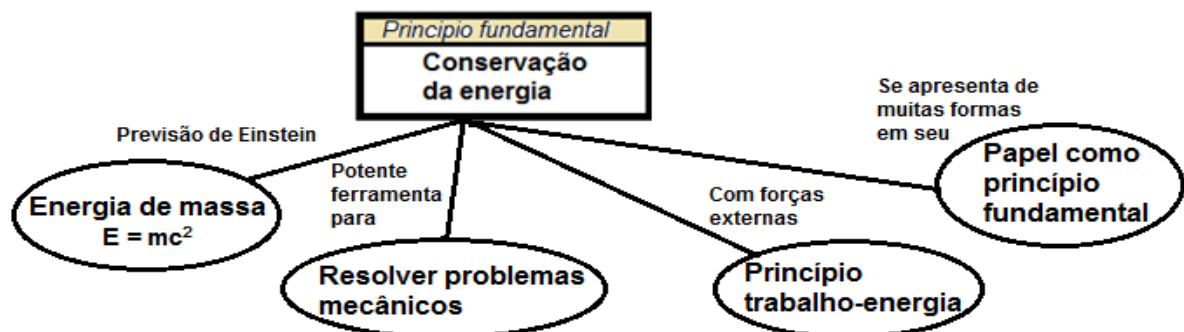 Principio fundamental
Conservação
da energia
Previsão de Einstein
Energia de massa
E = mc²
Potente
ferramenta
para
Resolver problemas
mecânicos
Com forças
externas
Princípio
trabalho-energia
Se apresenta de
muitas formas
em seu
Papel como
princípio
fundamental